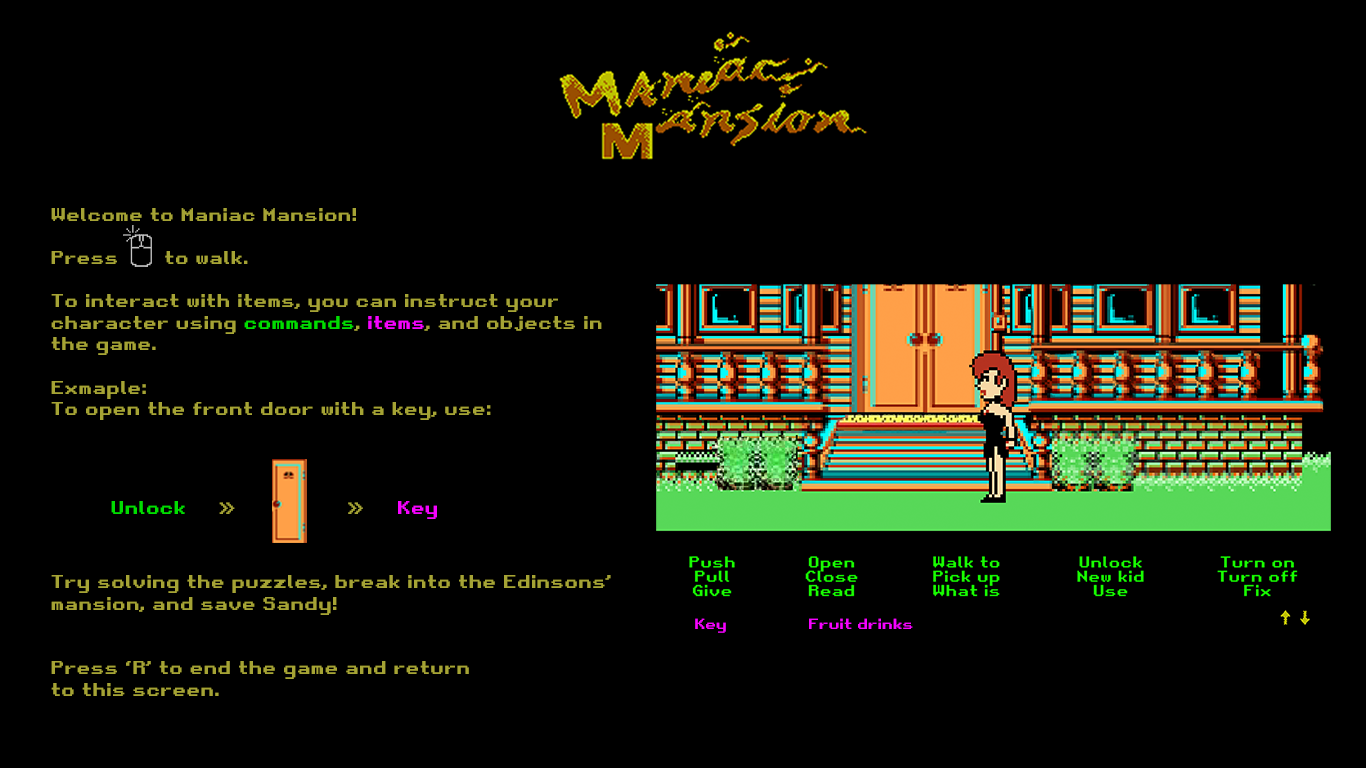 Maniac
Mansion
Welcome to Maniac Mansion!
Press to walk.
To interact with items, you can instruct your
character using commands, items, and objects in
the game.
Exmaple:
To open the front door with a key, use:
Unlock » » Key
Try solving the puzzles, break into the Edinsons’
mansion, and save Sandy!
Press ‘R’ to end the game and return
to this screen.
Push Open Walk to Unlock Turn on
Pull Close Pick up New kid Turn off
Give Read What is Use Fix
Key Fruit drinks